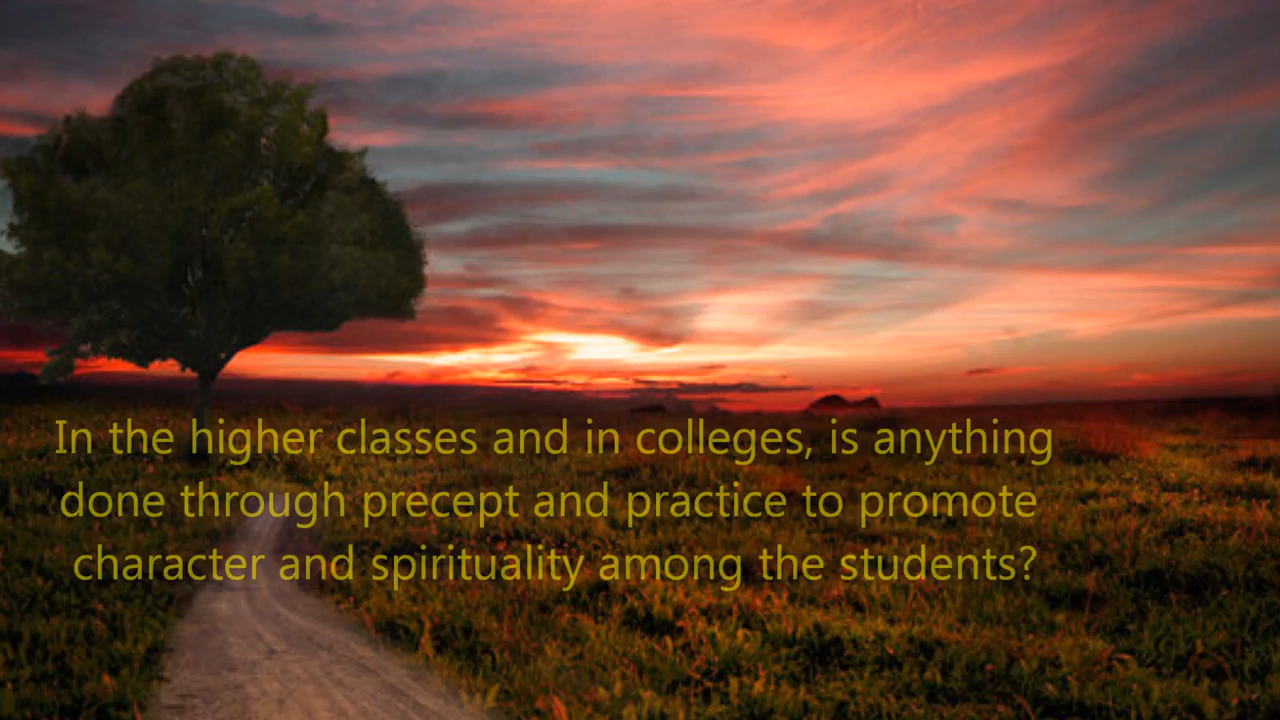 In the higher classes and in colleges, is anything
done through precept and practice to promote
character and spirituality among the students?